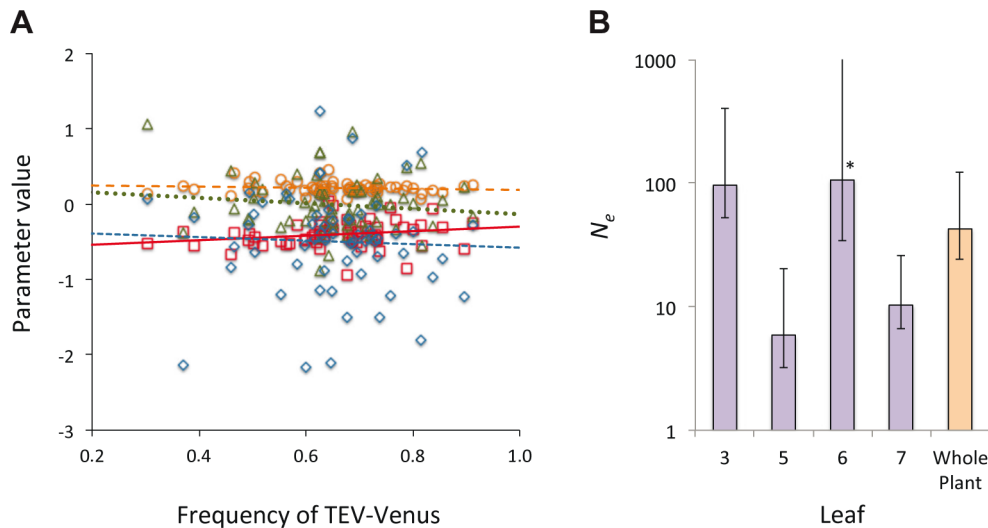 A
B
2
1
0
-1
-2
-3
Parameter value
0.2 0.4 0.6 0.8 1.0
Frequency of TEV-Venus
1000
100
10
1
Ne
*
3 5 6 7 Whole
Plant
Leaf